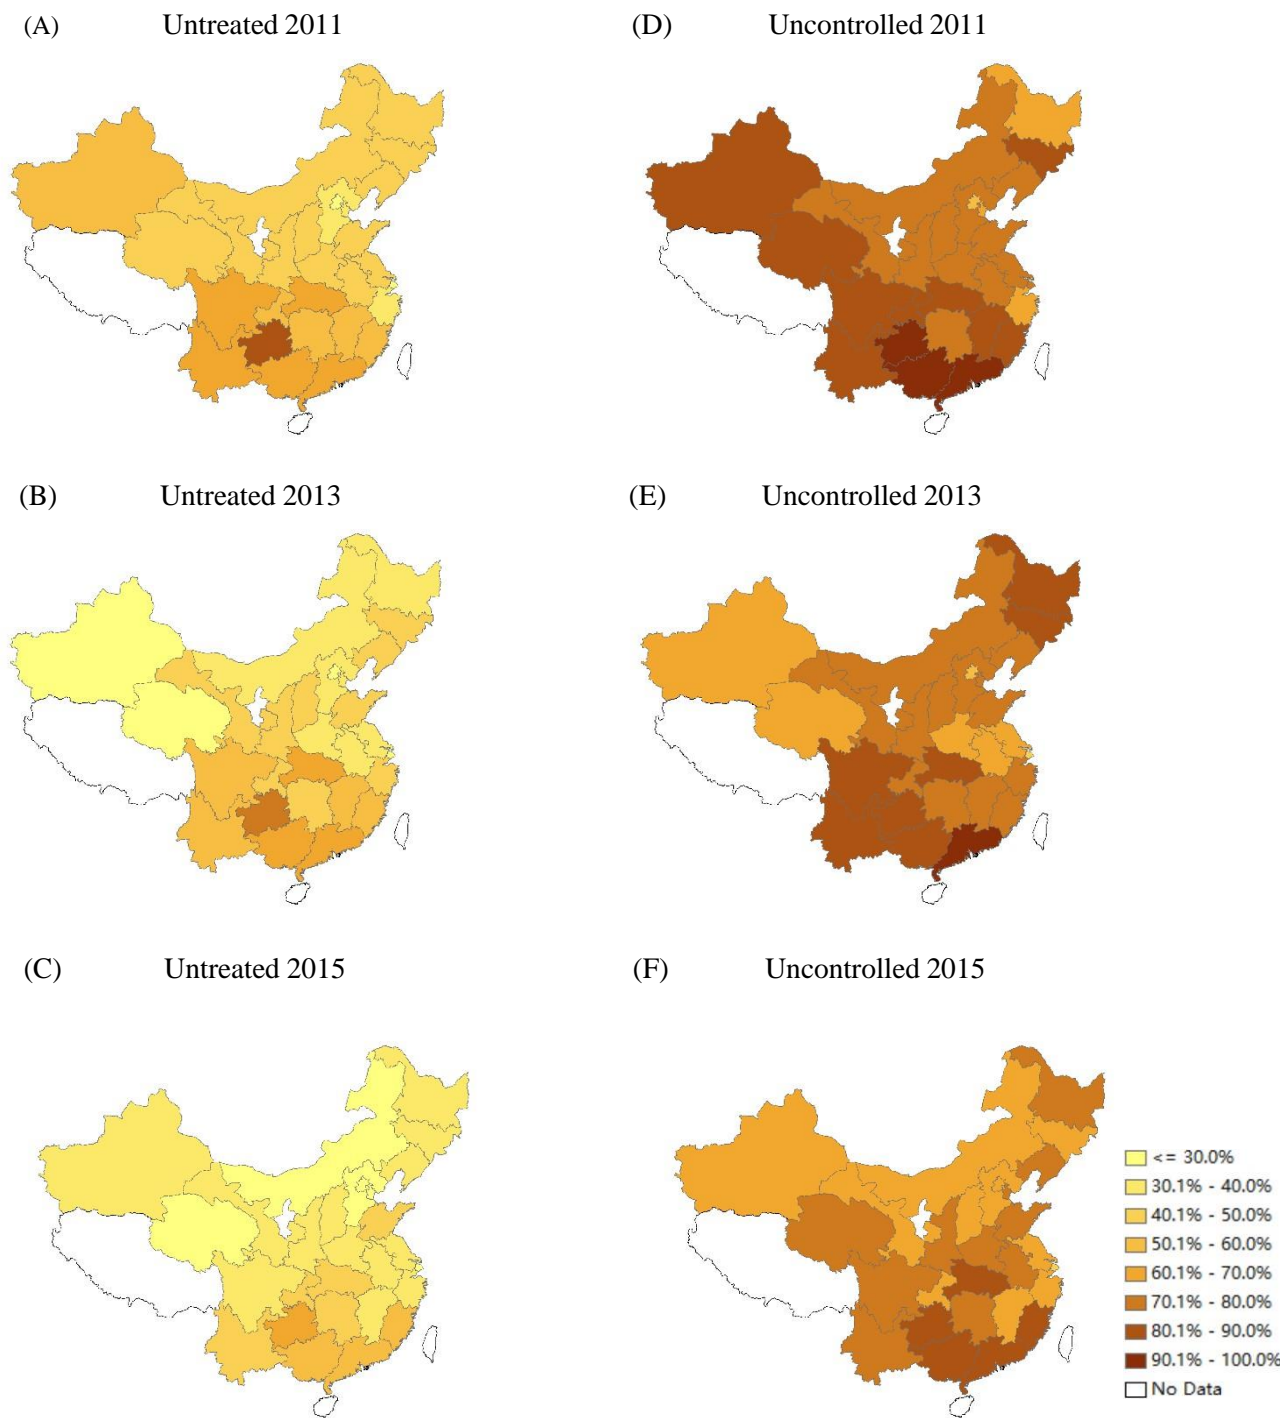 (A) Untreated 2011
(D) Uncontrolled 2011
(B) Untreated 2013
(E) Uncontrolled 2013
(C) Untreated 2015
(F) Uncontrolled 2015
<= 30.0%
30.1% - 40.0%
40.1% - 50.0%
50.1% - 60.0%
60.1% - 70.0%
70.1% - 80.0%
80.1% - 90.0%
90.1% - 100.0%
No Data